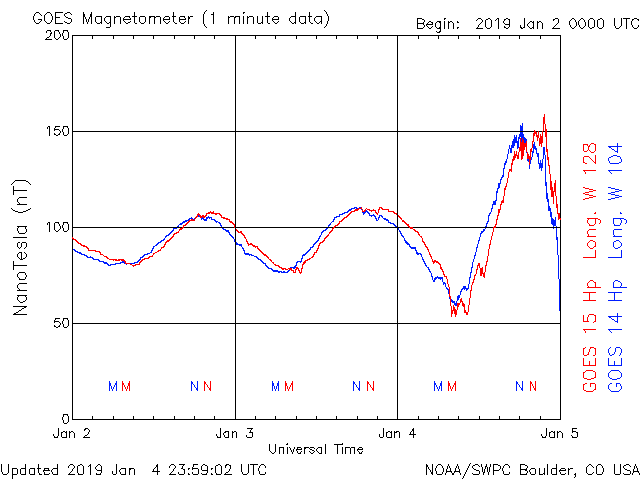 GOES Magnetometer (1 minute data)
Begin: 2019 Jan 2 0000 UTC
200
150
100
50
0
NanoTesla (nT)
M M N N M M N N M M N N
Jan 2 Jan 3 Jan 4 Jan 5
Universal Time
GOES 15 Hp Long. W 128
GOES 14 Hp Long. W 104
Updated 2019 Jan 4 23:59:02 UTC
NOAA/SWPC Boulder, CO USA